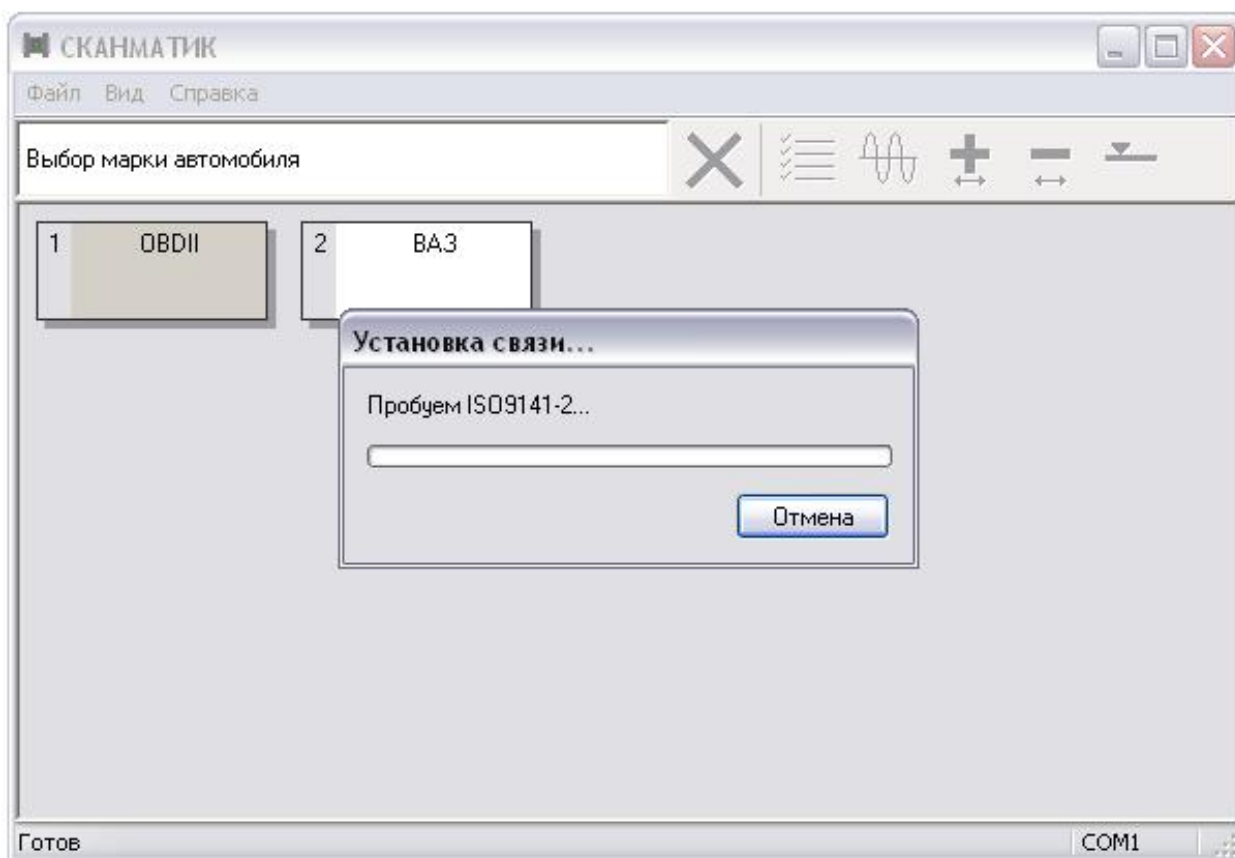 СКАНМАТИК
Файл Вид Справка
Выбор марки автомобиля
1 OBDII 2 ВАЗ
Установка связи...
Пробуем ISO9141-2...
Отмена
Готов COM1